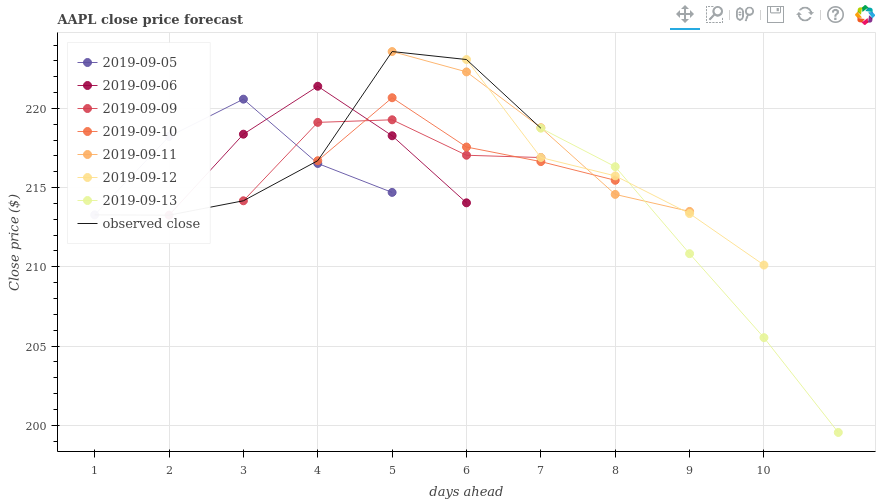 AAPL close price forecast
2019-09-05
2019-09-06
2019-09-09
2019-09-10
2019-09-11
2019-09-12
2019-09-13
observed close
Close price ($)
220
215
210
205
200
1 2 3 4 5 6 7 8 9 10
days ahead